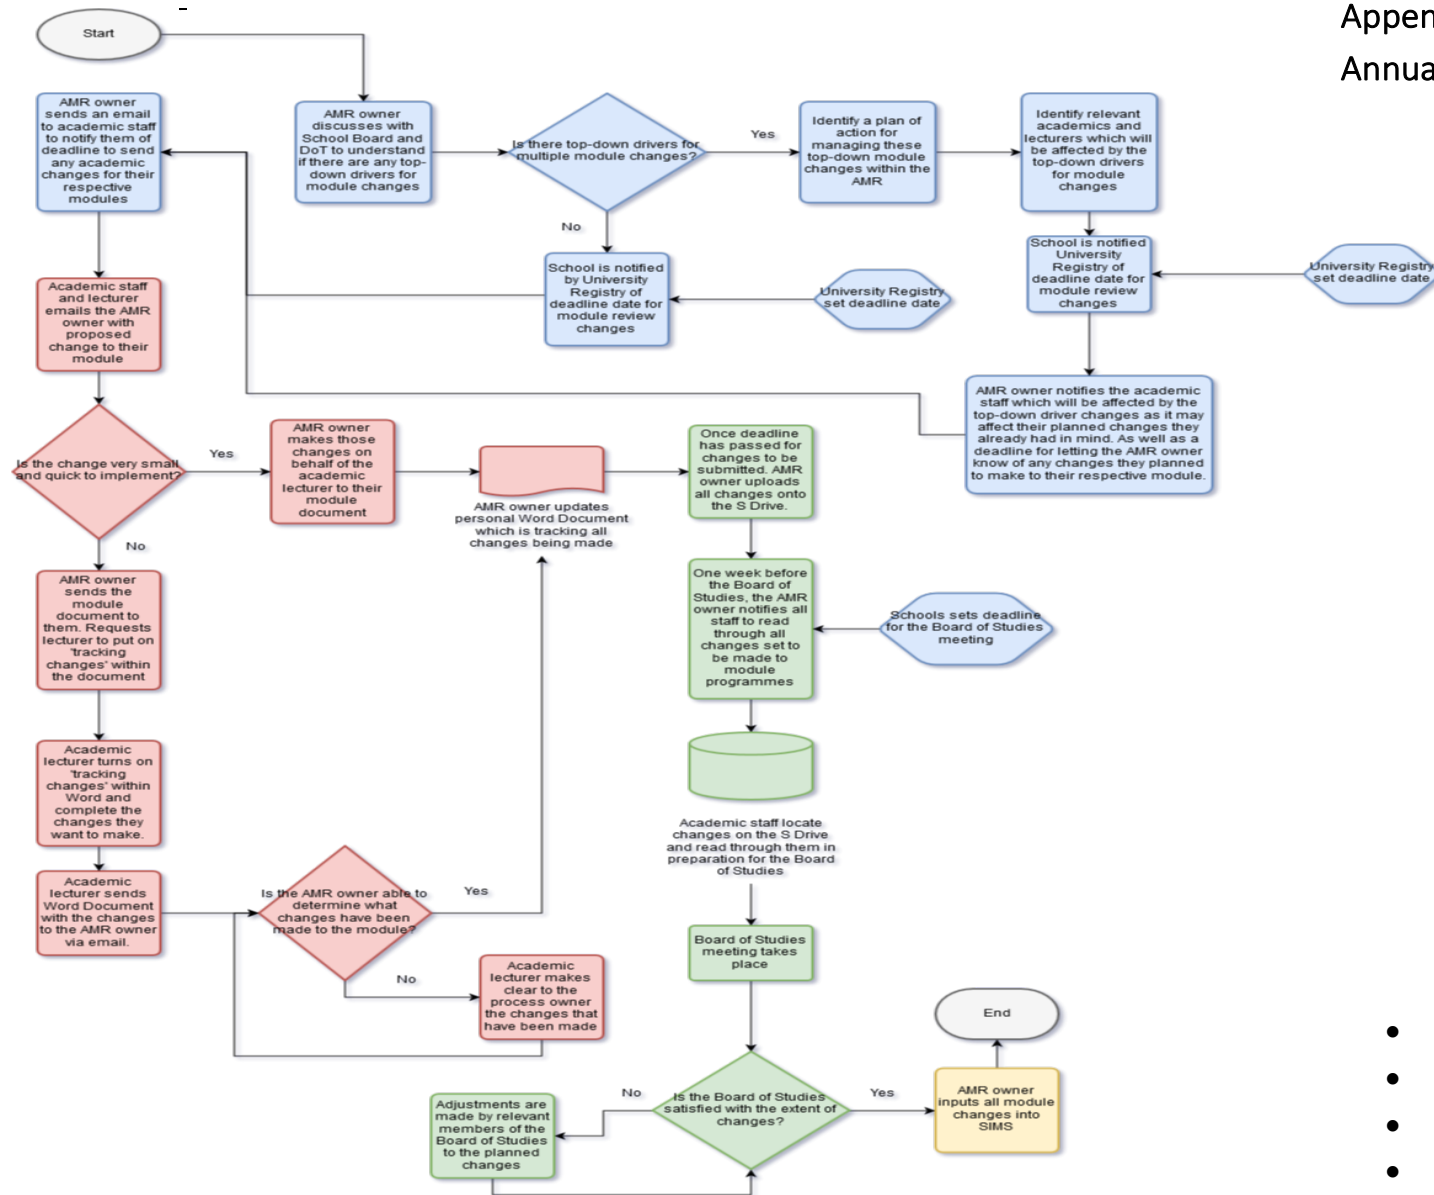 Appen
Annua
Start
AMR owner
sends an email
to academic staff
to notify them of
deadline to send
any academic
changes for their
respective
modules
AMR owner
discusses with
School Board and
DoT to understand
if there are any top-
down drivers for
module changes
Is there top-down drivers for
multiple module changes?
Yes
No
Identify a plan of
action for
managing these
top-down module
changes within the
AMR
Identify relevant
academics and
lecturers which will
be affected by the
top-down drivers
for module
changes
School is notified
by University
Registry of
deadline date for
module review
changes
University Registry
set deadline date
School is notified
University
Registry of
deadline date for
module review
changes
University Registry
set deadline date
AMR owner notifies the academic
staff which will be affected by the
top-down driver changes as it may
affect their planned changes they
already had in mind. As well as a
deadline for letting the AMR owner
know of any changes they planned
to make to their respective module.
Academic staff
and lecturer
emails the AMR
owner with
proposed
change to their
module
Is the change very small
and quick to implement?
Yes
No
AMR owner
makes those
changes on
behalf of the
academic
lecturer to their
module
document
AMR owner updates
personal Word Document
which is tracking all
changes being made
Once deadline
has passed for
changes to be
submitted. AMR
owner uploads
all changes onto
the S Drive.
AMR owner
sends the
module
document to
them. Requests
lecturer to put on
'tracking
changes' within
the document
One week before
the Board of
Studies, the AMR
owner notifies all
staff to read
through all
changes set to
be made to
module
programmes
Schools sets deadline
for the Board of Studies
meeting
Academic
lecturer turns on
'tracking
changes' within
Word and
complete the
changes they
want to make.
Academic staff locate
changes on the S Drive
and read through them in
preparation for the Board
of Studies
Academic
lecturer sends
Word Document
with the changes
to the AMR owner
via email.
Is the AMR owner able to
determine what
changes have been
made to the module?
Yes
No
Academic
lecturer makes
clear to the
process owner
the changes that
have been made
Board of Studies
meeting takes
place
Is the Board of Studies
satisfied with the extent of
changes?
No
Yes
Adjustments are
made by relevant
members of the
Board of Studies
to the planned
changes
AMR owner
inputs all module
changes into
SIMS
End